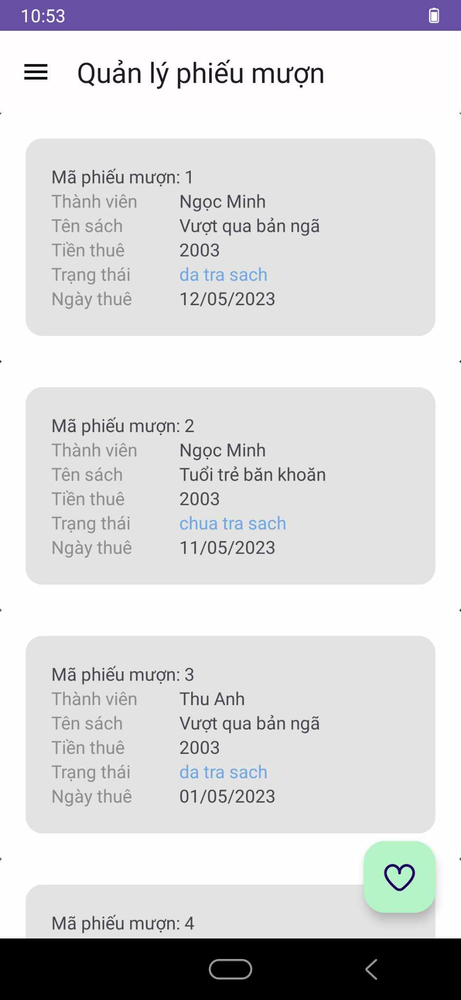 10:53
Quản lý phiếu mượn
Mã phiếu mượn: 1
Thành viên Ngọc Minh
Tên sách Vượt qua bản ngã
Tiền thuê 2003
Trạng thái da tra sach
Ngày thuê 12/05/2023
Mã phiếu mượn: 2
Thành viên Ngọc Minh
Tên sách Tuổi trẻ băn khoăn
Tiền thuê 2003
Trạng thái chua tra sach
Ngày thuê 11/05/2023
Mã phiếu mượn: 3
Thành viên Thu Anh
Tên sách Vượt qua bản ngã
Tiền thuê 2003
Trạng thái da tra sach
Ngày thuê 01/05/2023
Mã phiếu mượn: 4